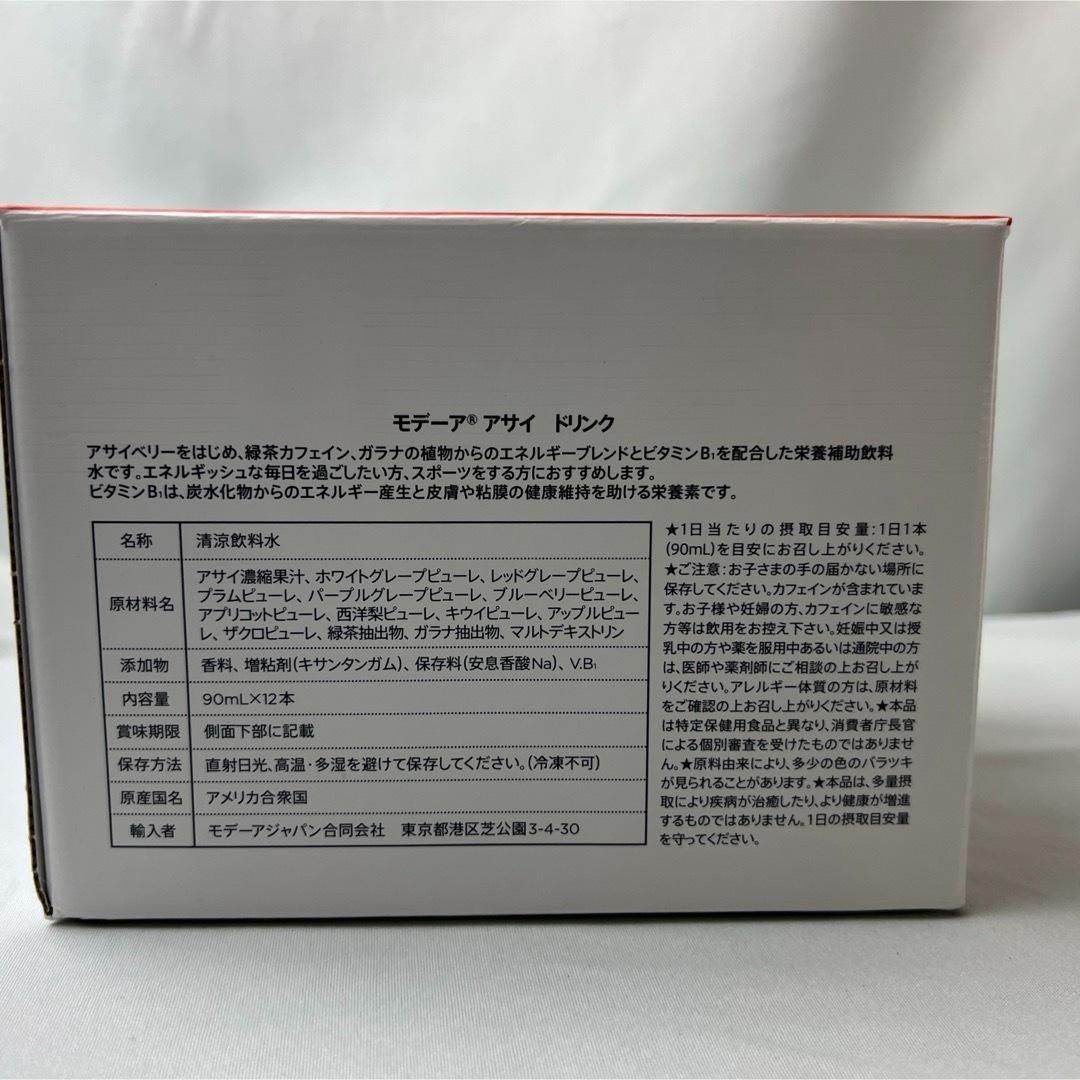 モデーア® アサイ ドリンク
アサイベリーをはじめ、緑茶カフェイン、ガラナの植物からのエネルギーブレンドとビタミンB₁を配合した栄養補助飲料
水です。エネルギッシュな毎日を過ごしたい方、スポーツをする方におすすめします。
ビタミンB₁は、炭水化物からのエネルギー産生と皮膚や粘膜の健康維持を助ける栄養素です。
名称 清涼飲料水
原材料名
アサイ濃縮果汁、ホワイトグレープピューレ、レッドグレープピューレ、
プラムピューレ、パープルグレープピューレ、ブルーベリーピューレ、
アプリコットピューレ、西洋梨ピューレ、キウイピューレ、アップルピュー
レ、ザクロピューレ、緑茶抽出物、ガラナ抽出物、マルトデキストリン
添加物 香料、増粘剤(キサンタンガム)、保存料(安息香酸Na)、V.B₁
内容量 90mL×12本
賞味期限 側面下部に記載
保存方法 直射日光、高温・多湿を避けて保存してください。(冷凍不可)
原産国名 アメリカ合衆国
輸入者 モデーアジャパン合同会社 東京都港区芝公園3-4-30
★1日当たりの摂取目安量:1日1本
(90mL)を目安にお召し上がりください。
★ご注意:お子さまの手の届かない場所に
保存してください。カフェインが含まれていま
す。お子様や妊婦の方、カフェインに敏感な
方等は飲用をお控え下さい。妊娠中又は授
乳中の方や薬を服用中あるいは通院中の方
は、医師や薬剤師にご相談の上お召し上が
りください。アレルギー体質の方は、原材料
をご確認の上お召し上がりください。★本品
は特定保健用食品と異なり、消費者庁長官
による個別審査を受けたものではありませ
ん。★原料由来により、多少の色のバラツキ
が見られることがあります。★本品は、多量摂
取により疾病が治癒したり、より健康が増進
するものではありません。1日の摂取目安量
を守ってください。